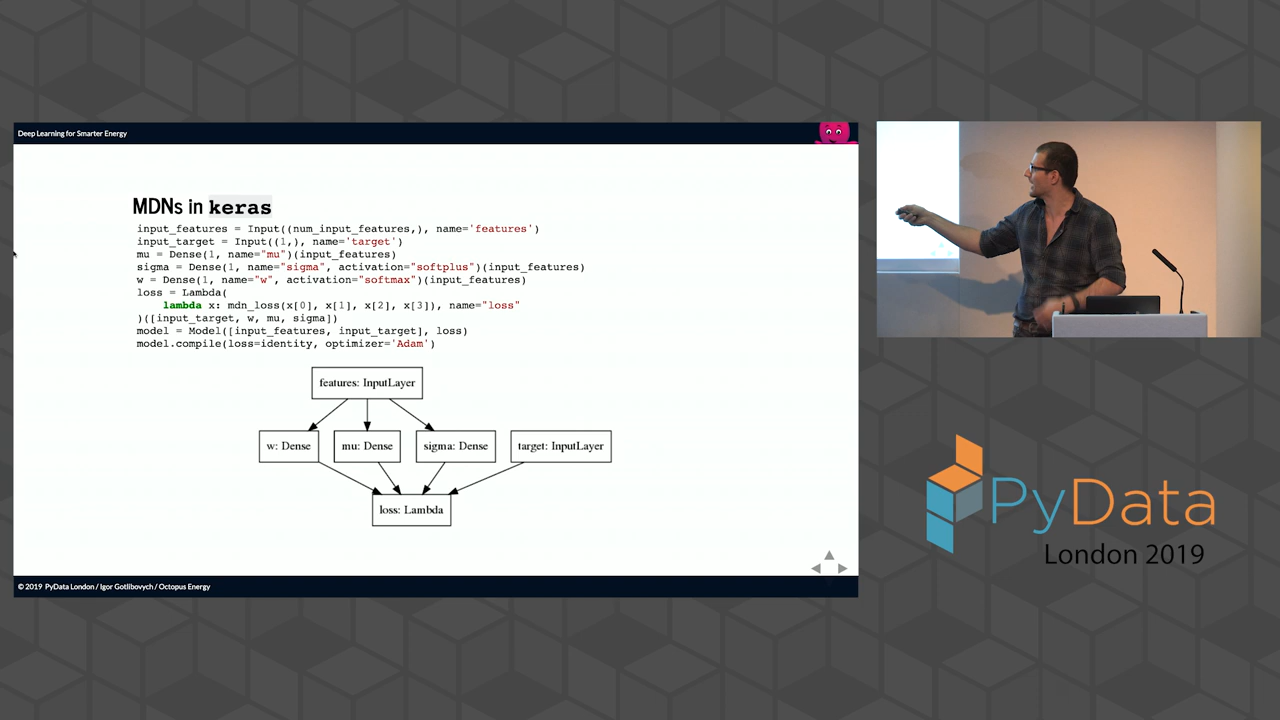 Deep Learning for Smarter Energy
MDNs in keras
input_features = Input((num_input_features,), name='features')
input_target = Input((1,), name='target')
mu = Dense(1, name="mu")(input_features)
sigma = Dense(1, name="sigma", activation="softplus")(input_features)
w = Dense(1, name="w", activation="softmax")(input_features)
loss = Lambda(
    lambda x: mdn_loss(x[0], x[1], x[2], x[3]), name="loss"
)([input_target, w, mu, sigma])
model = Model([input_features, input_target], loss)
model.compile(loss=identity, optimizer='Adam')
features: InputLayer
w: Dense mu: Dense sigma: Dense target: InputLayer
loss: Lambda
© 2019 PyData London / Igor Gotlibovych / Octopus Energy
PyData
London 2019